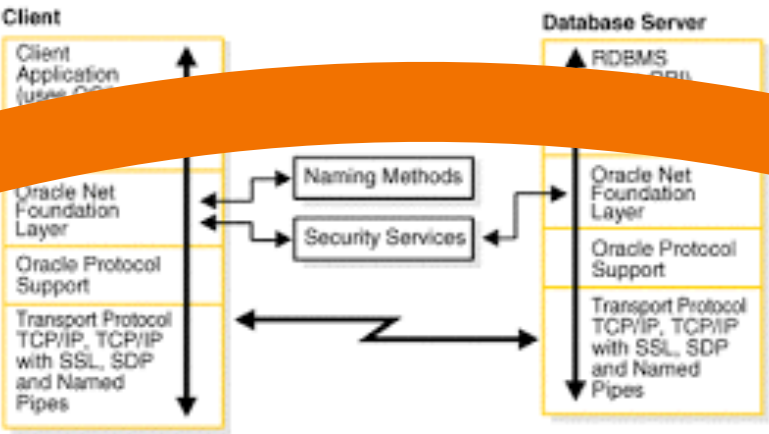 Client
Client
Application
(uses
Oracle Net
Foundation
Layer
Oracle Protocol
Support
Transport Protocol
TCP/IP, TCP/IP
with SSL, SDP
and Named
Pipes
Naming Methods
Security Services
Database Server
RDBMS
Oracle Net
Foundation
Layer
Oracle Protocol
Support
Transport Protocol
TCP/IP, TCP/IP
with SSL, SDP
and Named
Pipes